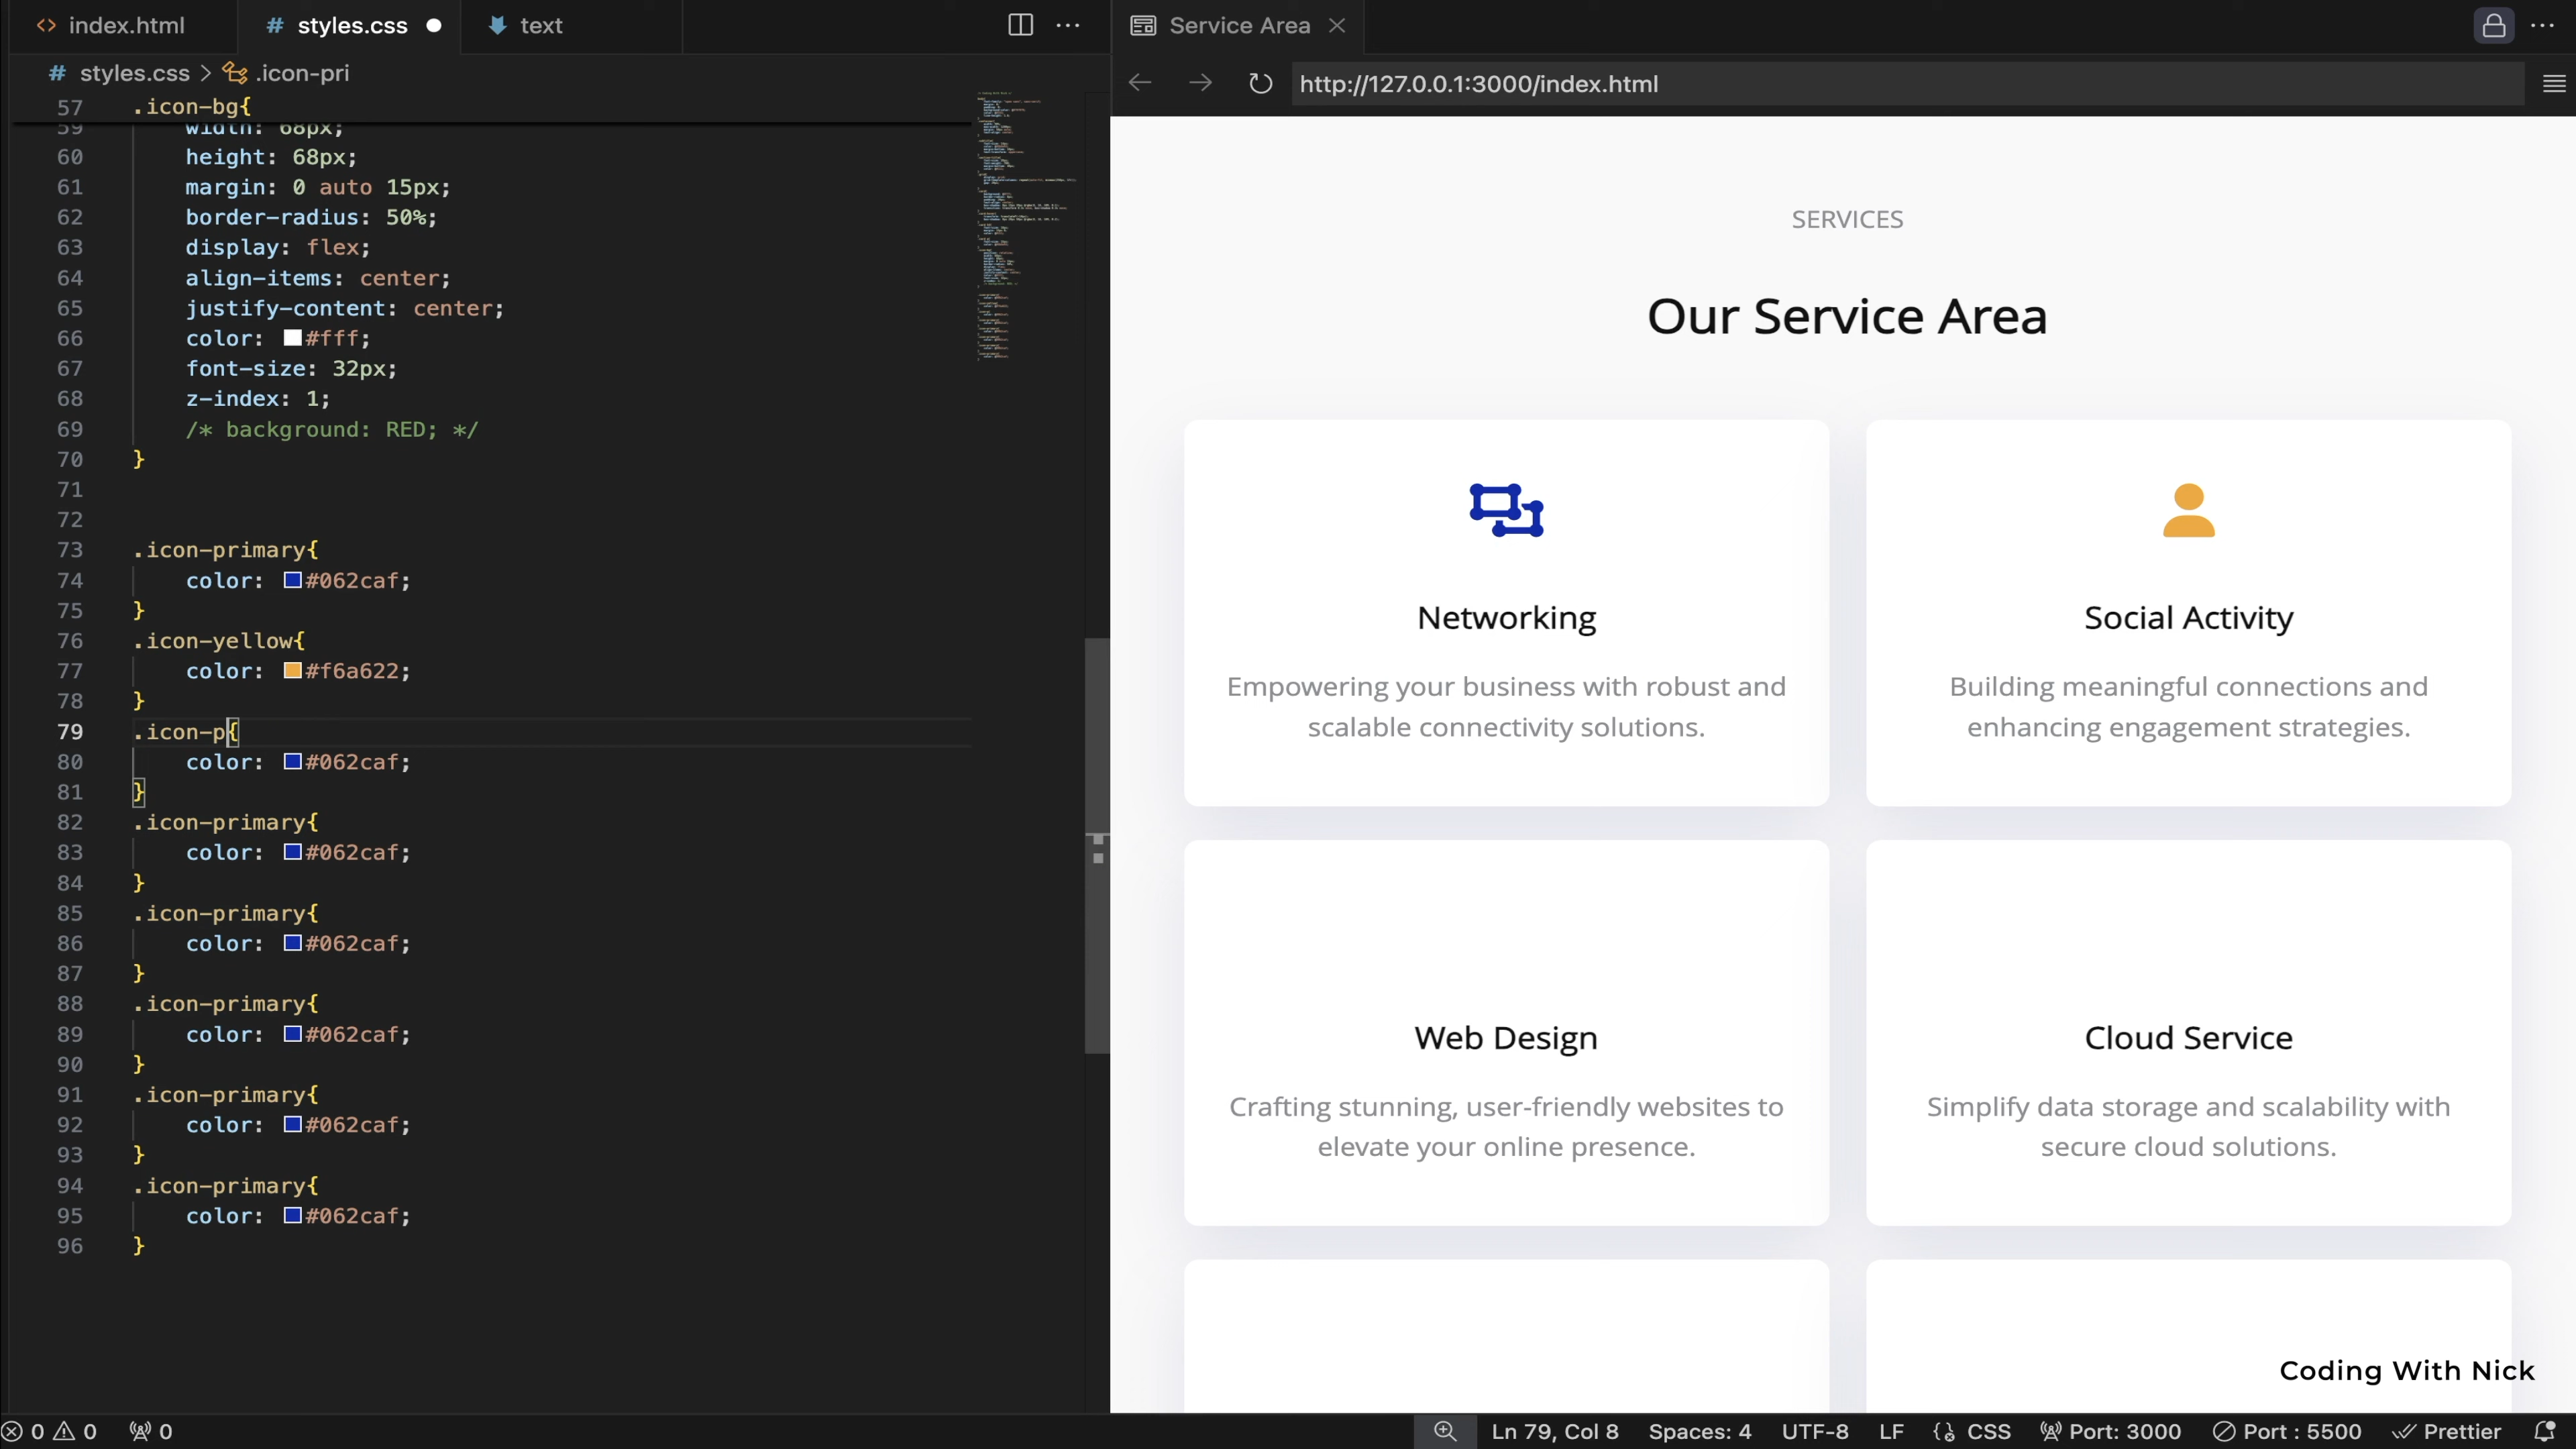 index.html
styles.css
text
styles.css > .icon-pri
57 .icon-bg{
59 width: 68px;
60 height: 68px;
61 margin: 0 auto 15px;
62 border-radius: 50%;
63 display: flex;
64 align-items: center;
65 justify-content: center;
66 color: #fff;
67 font-size: 32px;
68 z-index: 1;
69 /* background: RED; */
70 }
71
72
73 .icon-primary{
74 color: #062caf;
75 }
76 .icon-yellow{
77 color: #f6a622;
78 }
79 .icon-p{
80 color: #062caf;
81 }
82 .icon-primary{
83 color: #062caf;
84 }
85 .icon-primary{
86 color: #062caf;
87 }
88 .icon-primary{
89 color: #062caf;
90 }
91 .icon-primary{
92 color: #062caf;
93 }
94 .icon-primary{
95 color: #062caf;
96 }
Service Area
http://127.0.0.1:3000/index.html
SERVICES
Our Service Area
Networking
Empowering your business with robust and
scalable connectivity solutions.
Social Activity
Building meaningful connections and
enhancing engagement strategies.
Web Design
Crafting stunning, user-friendly websites to
elevate your online presence.
Cloud Service
Simplify data storage and scalability with
secure cloud solutions.
Coding With Nick
0 0 0
Ln 79, Col 8 Spaces: 4 UTF-8 LF CSS Port: 3000 Port : 5500 Prettier